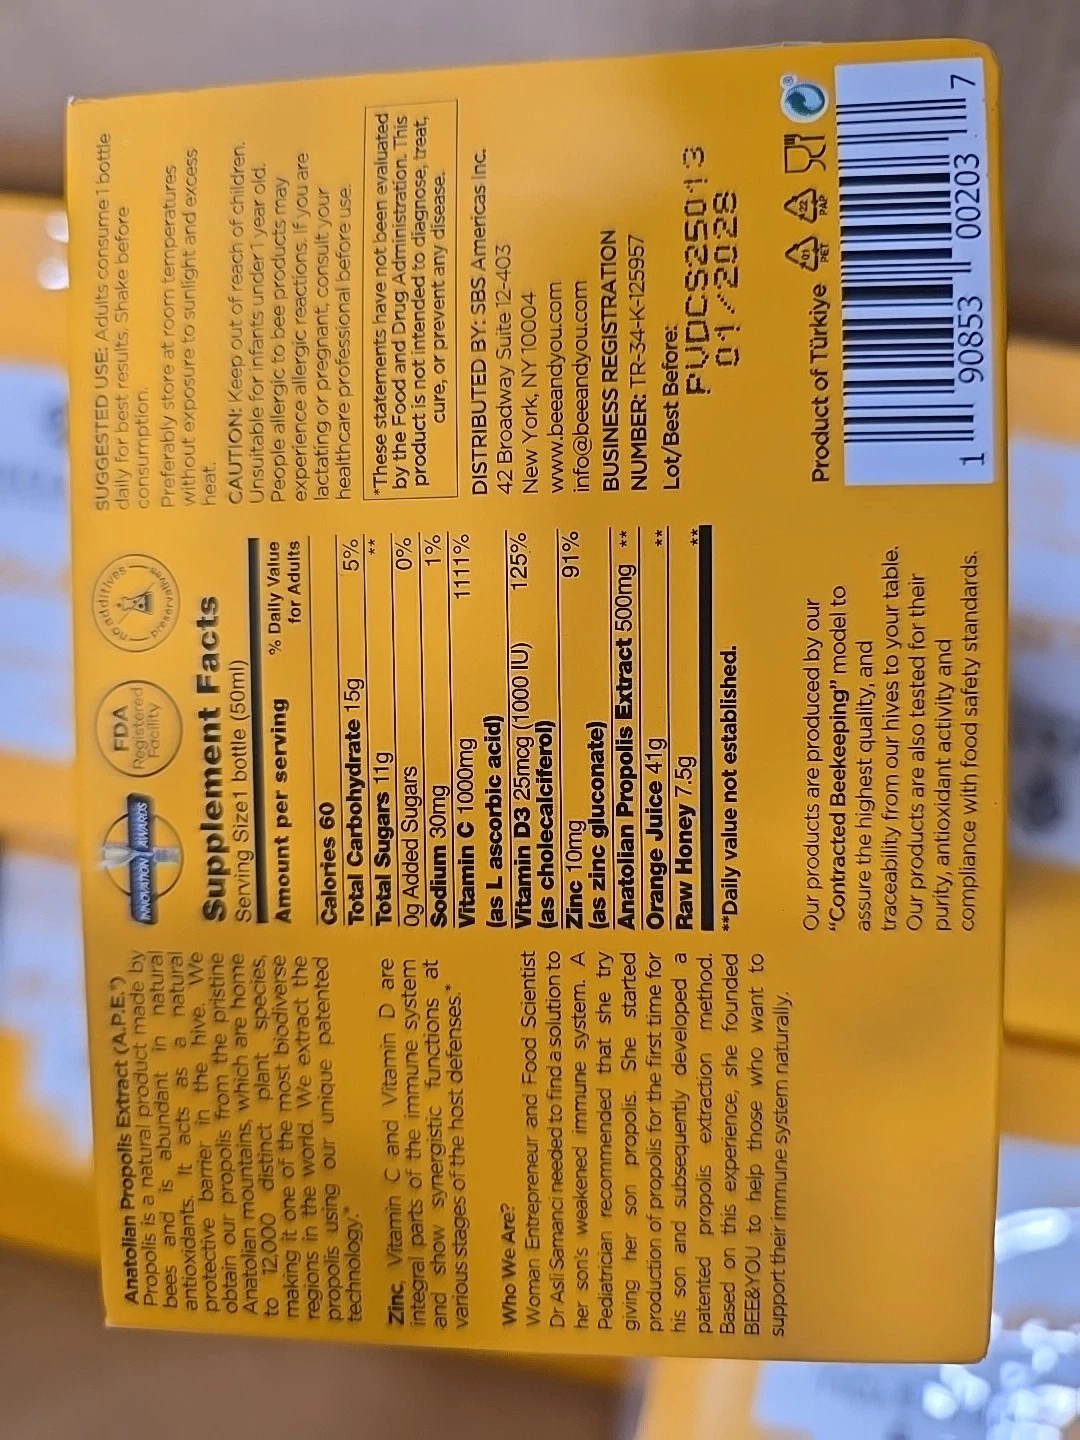 Anatolian Propolis Extract (A.P.E.*)
Propolis is a natural product made by
bees and is abundant in natural
antioxidants. It acts as a natural
protective barrier in the hive. We
obtain our propolis from the pristine
Anatolian mountains, which are home
to 12,000 distinct plant species,
making it one of the most biodiverse
regions in the world. We extract the
propolis using our unique patented
technology.*
Zinc, Vitamin C and Vitamin D are
integral parts of the immune system
and show synergistic functions at
various stages of the host defenses.*
Who We Are?
Woman Entrepreneur and Food Scientist
Dr Asli Samanci needed to find a solution to
her son's weakened immune system. A
Pediatrician recommended that she try
giving her son propolis. She started
production of propolis for the first time for
his son and subsequently developed a
patented propolis extraction method.
Based on this experience, she founded
BEE&YOU to help those who want to
support their immune system naturally.
INNOVATION AWARDS
FDA
Registered
Facility
no additives
preservatives
Supplement Facts
Serving Size1 bottle (50ml)
Amount per serving % Daily Value
for Adults
Calories 60
Total Carbohydrate 15g 5%
Total Sugars 11g **
0g Added Sugars 0%
Sodium 30mg 1%
Vitamin C 1000mg 1111%
(as L ascorbic acid)
Vitamin D3 25mcg (1000 IU) 125%
(as cholecalciferol)
Zinc 10mg 91%
(as zinc gluconate)
Anatolian Propolis Extract 500mg **
Orange Juice 41g **
Raw Honey 7.5g **
**Daily value not established.
Our products are produced by our
“Contracted Beekeeping” model to
assure the highest quality, and
traceability from our hives to your table.
Our products are also tested for their
purity, antioxidant activity and
compliance with food safety standards.
SUGGESTED USE: Adults consume 1 bottle
daily for best results. Shake before
consumption.
Preferably store at room temperatures
without exposure to sunlight and excess
heat.
CAUTION: Keep out of reach of children.
Unsuitable for infants under 1 year old.
People allergic to bee products may
experience allergic reactions. If you are
lactating or pregnant, consult your
healthcare professional before use.
*These statements have not been evaluated
by the Food and Drug Administration. This
product is not intended to diagnose, treat,
cure, or prevent any disease.
DISTRIBUTED BY: SBS Americas Inc.
42 Broadway Suite 12-403
New York, NY 10004
www.beeandyou.com
info@beeandyou.com
BUSINESS REGISTRATION
NUMBER: TR-34-K-125957
Lot/Best Before:
PVDCS25013
01/2028
Product of Türkiye
01
PET
22
PAP
1 90853 00203 7